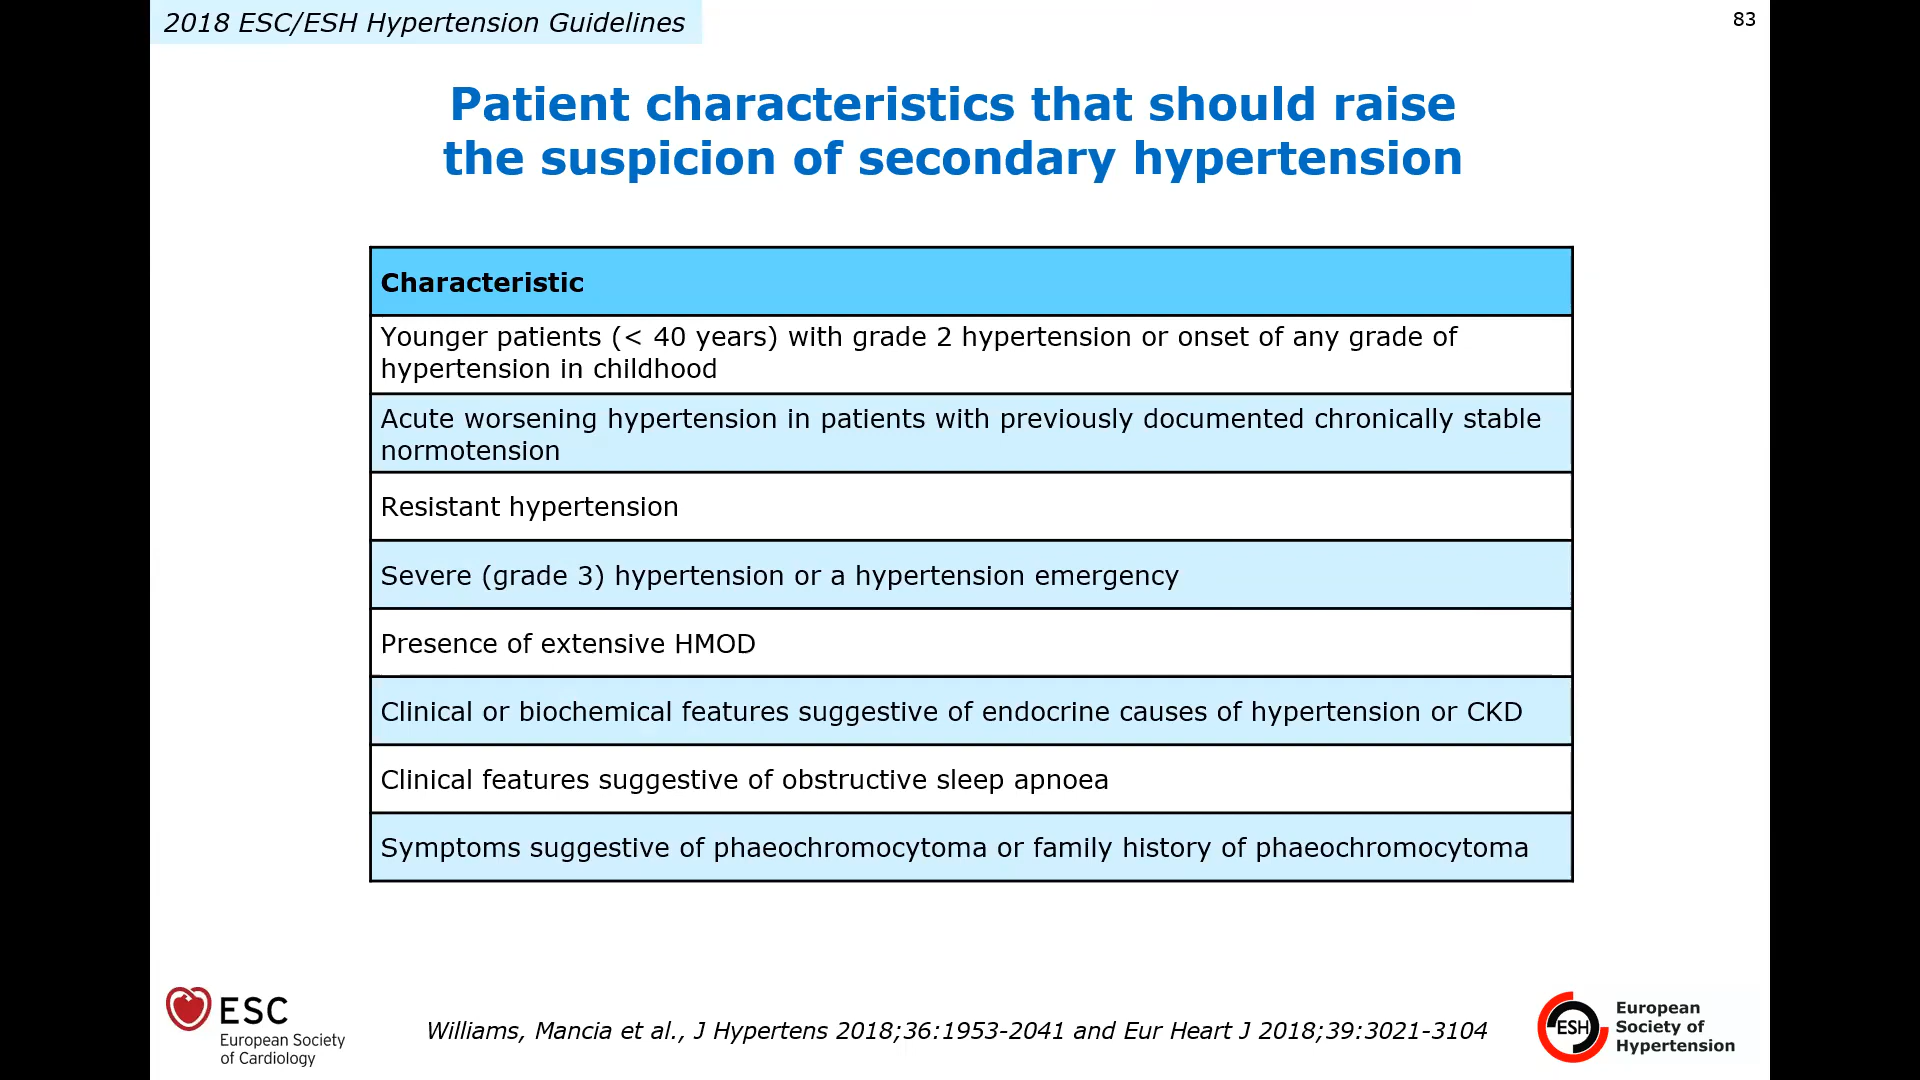 2018 ESC/ESH Hypertension Guidelines
83
Patient characteristics that should raise
the suspicion of secondary hypertension
Characteristic
Younger patients (< 40 years) with grade 2 hypertension or onset of any grade of
hypertension in childhood
Acute worsening hypertension in patients with previously documented chronically stable
normotension
Resistant hypertension
Severe (grade 3) hypertension or a hypertension emergency
Presence of extensive HMOD
Clinical or biochemical features suggestive of endocrine causes of hypertension or CKD
Clinical features suggestive of obstructive sleep apnoea
Symptoms suggestive of phaeochromocytoma or family history of phaeochromocytoma
ESC
European Society
of Cardiology
Williams, Mancia et al., J Hypertens 2018;36:1953-2041 and Eur Heart J 2018;39:3021-3104
ESH
European
Society of
Hypertension